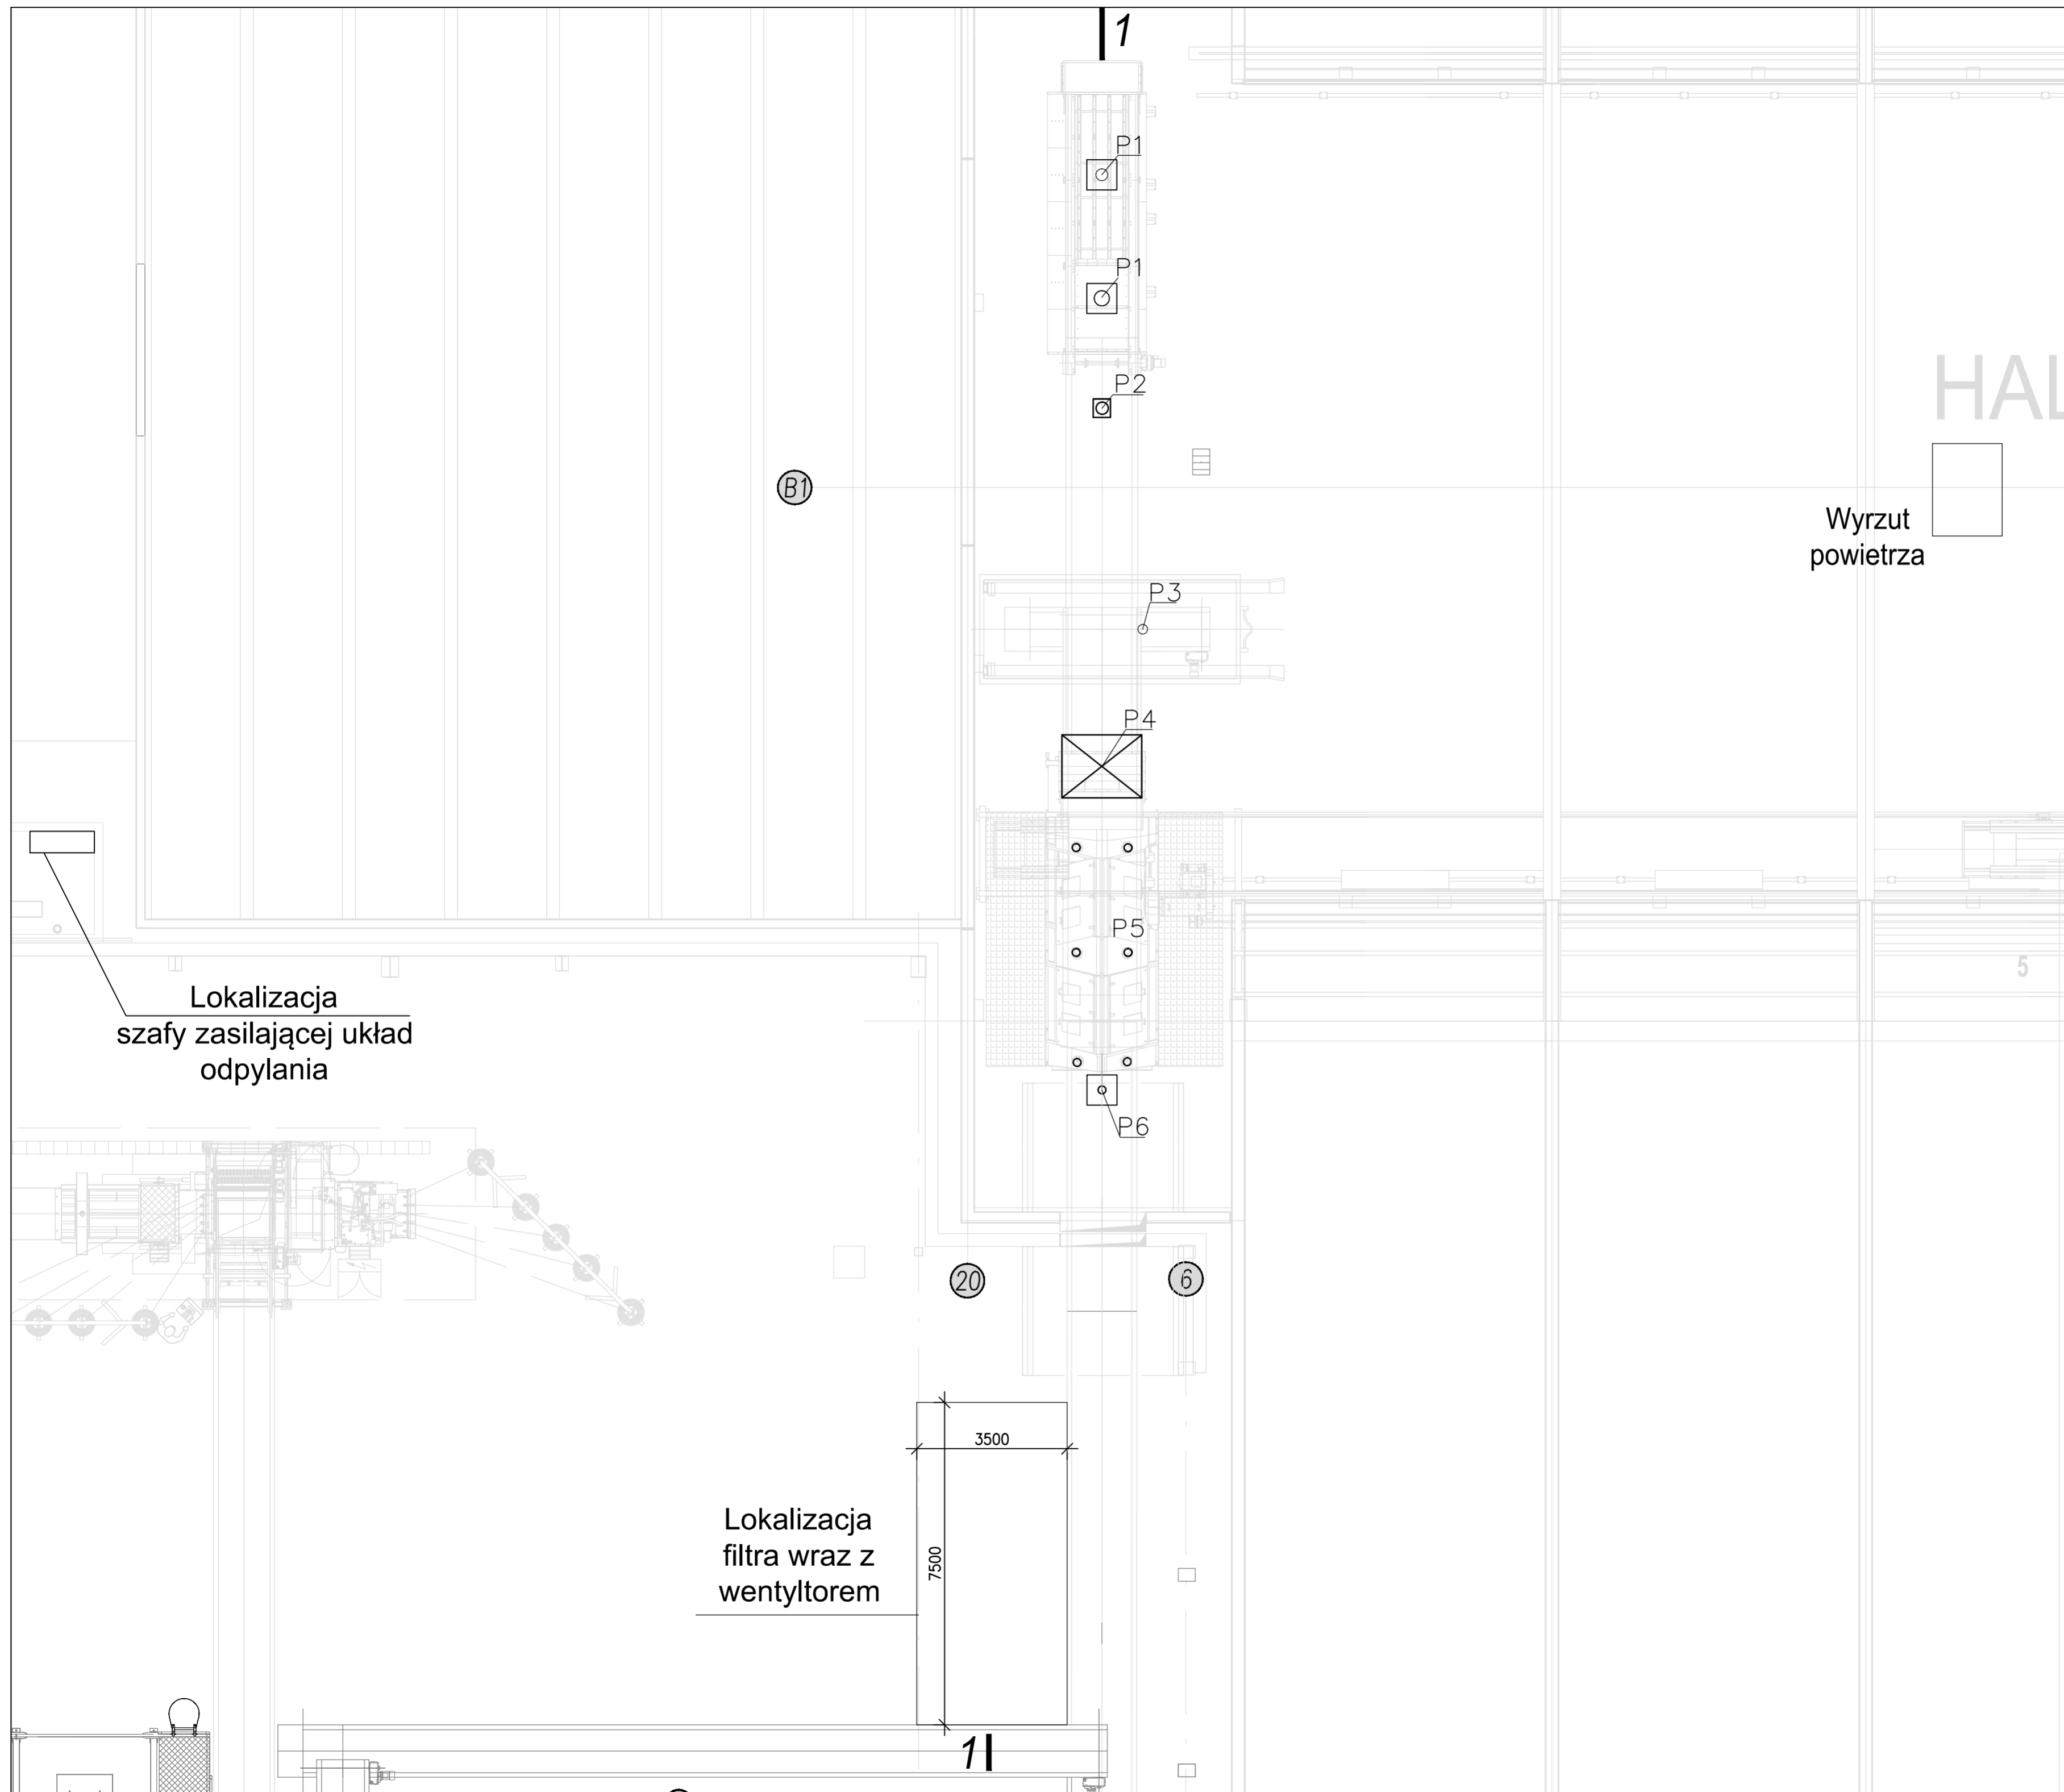 1
P1
P1
P2
HAL
B1
Wyrzut
powietrza
P3
P4
P5
5
Lokalizacja
szafy zasilającej układ
odpylania
P6
20
6
3500
7500
Lokalizacja
filtra wraz z
wentyltorem
1